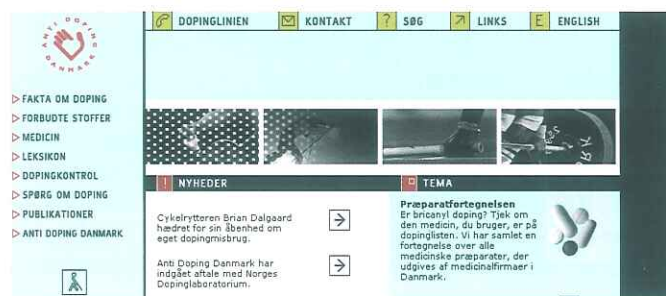 DOPINGLINIEN
KONTAKT
? SØG
LINKS
E ENGLISH
ANTI DOPING
DANMARK
FAKTA OM DOPING
FORBUDTE STOFFER
MEDICIN
LEKSIKON
DOPINGKONTROL
SPØRG OM DOPING
PUBLIKATIONER
ANTI DOPING DANMARK
! NYHEDER
Cykelrytteren Brian Dalgaard
hædret for sin åbenhed om
eget dopingmisbrug.
Anti Doping Danmark har
indgået aftale med Norges
Dopinglaboratorium.
TEMA
Præparatfortegnelsen
Er bricanyl doping? Tjek om
den medicin, du bruger, er på
dopinglisten. Vi har samlet en
fortegnelse over alle
medicinske præparater, der
udgives af medicinalfirmaer i
Danmark.